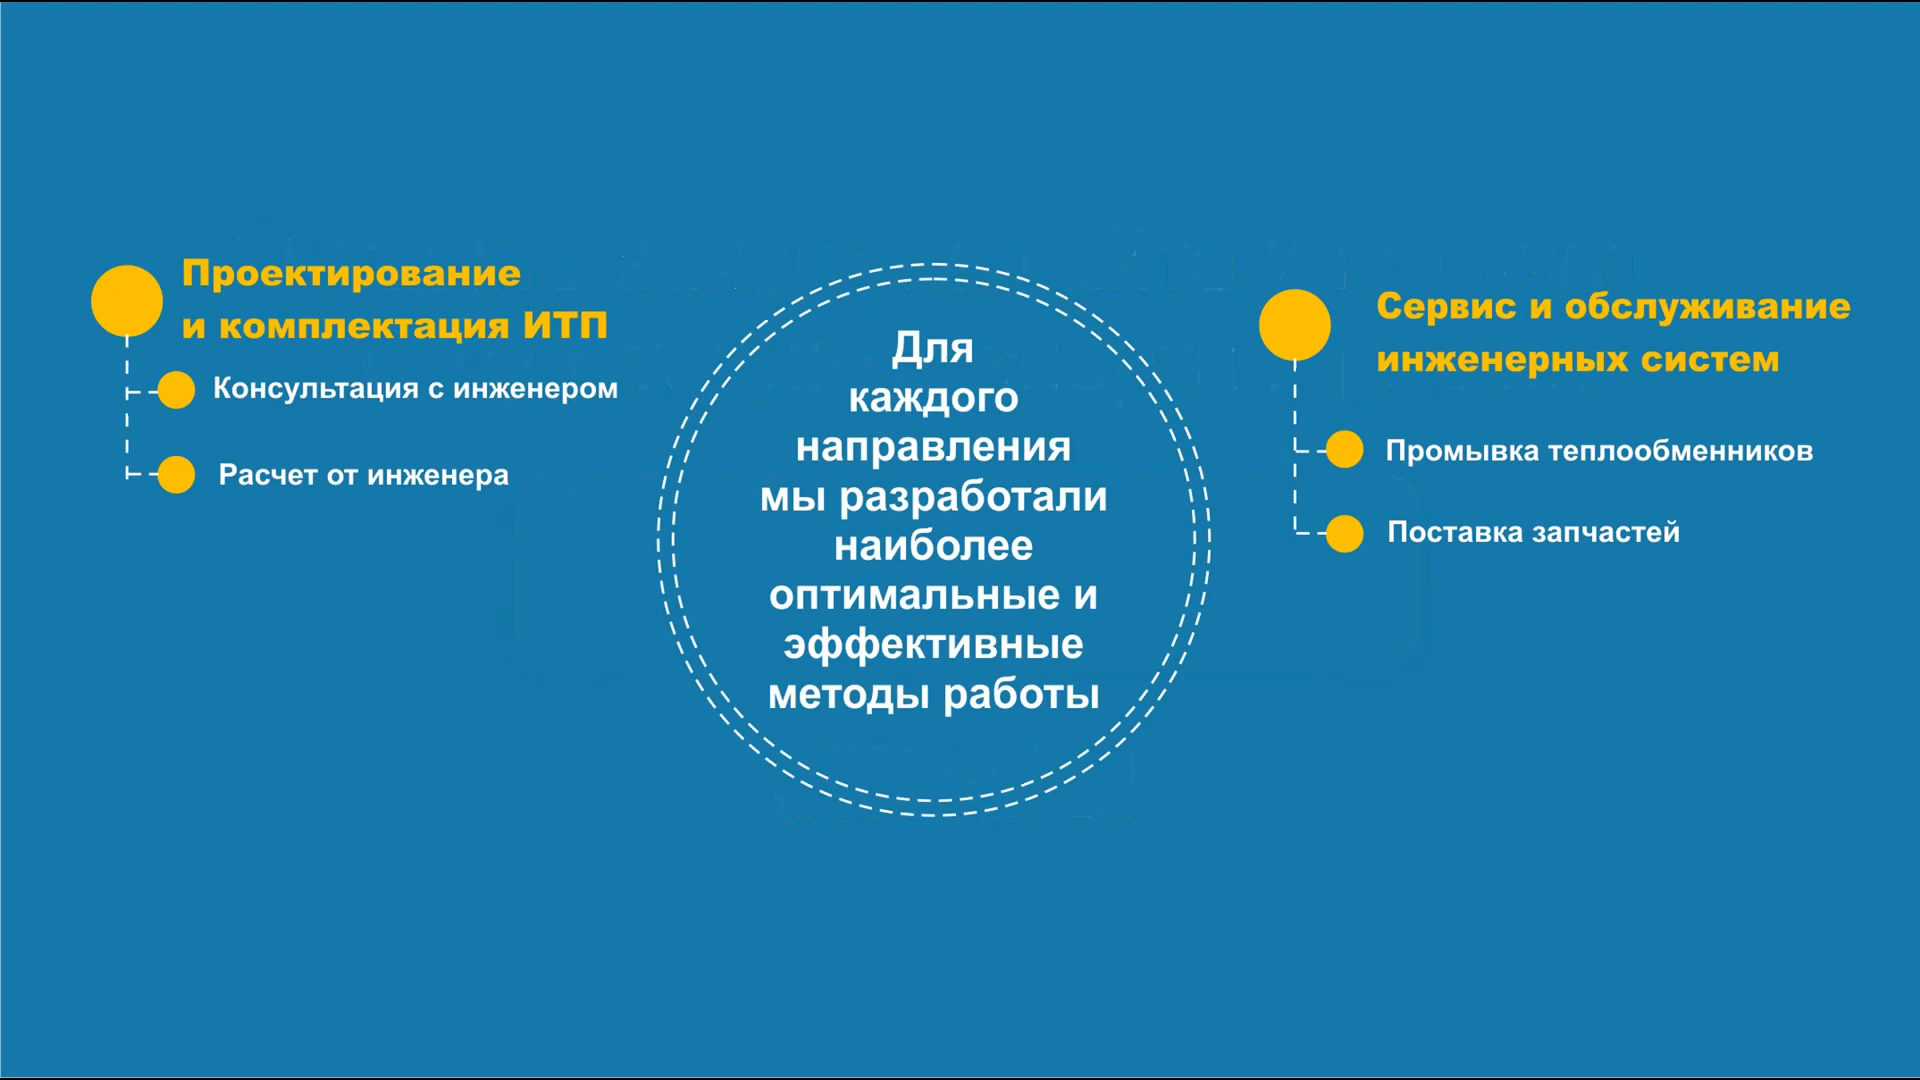 Проектирование
и комплектация ИТП
Консультация с инженером
Расчет от инженера
Для
каждого
направления
мы разработали
наиболее
оптимальные и
эффективные
методы работы
Сервис и обслуживание
инженерных систем
Промывка теплообменников
Поставка запчастей